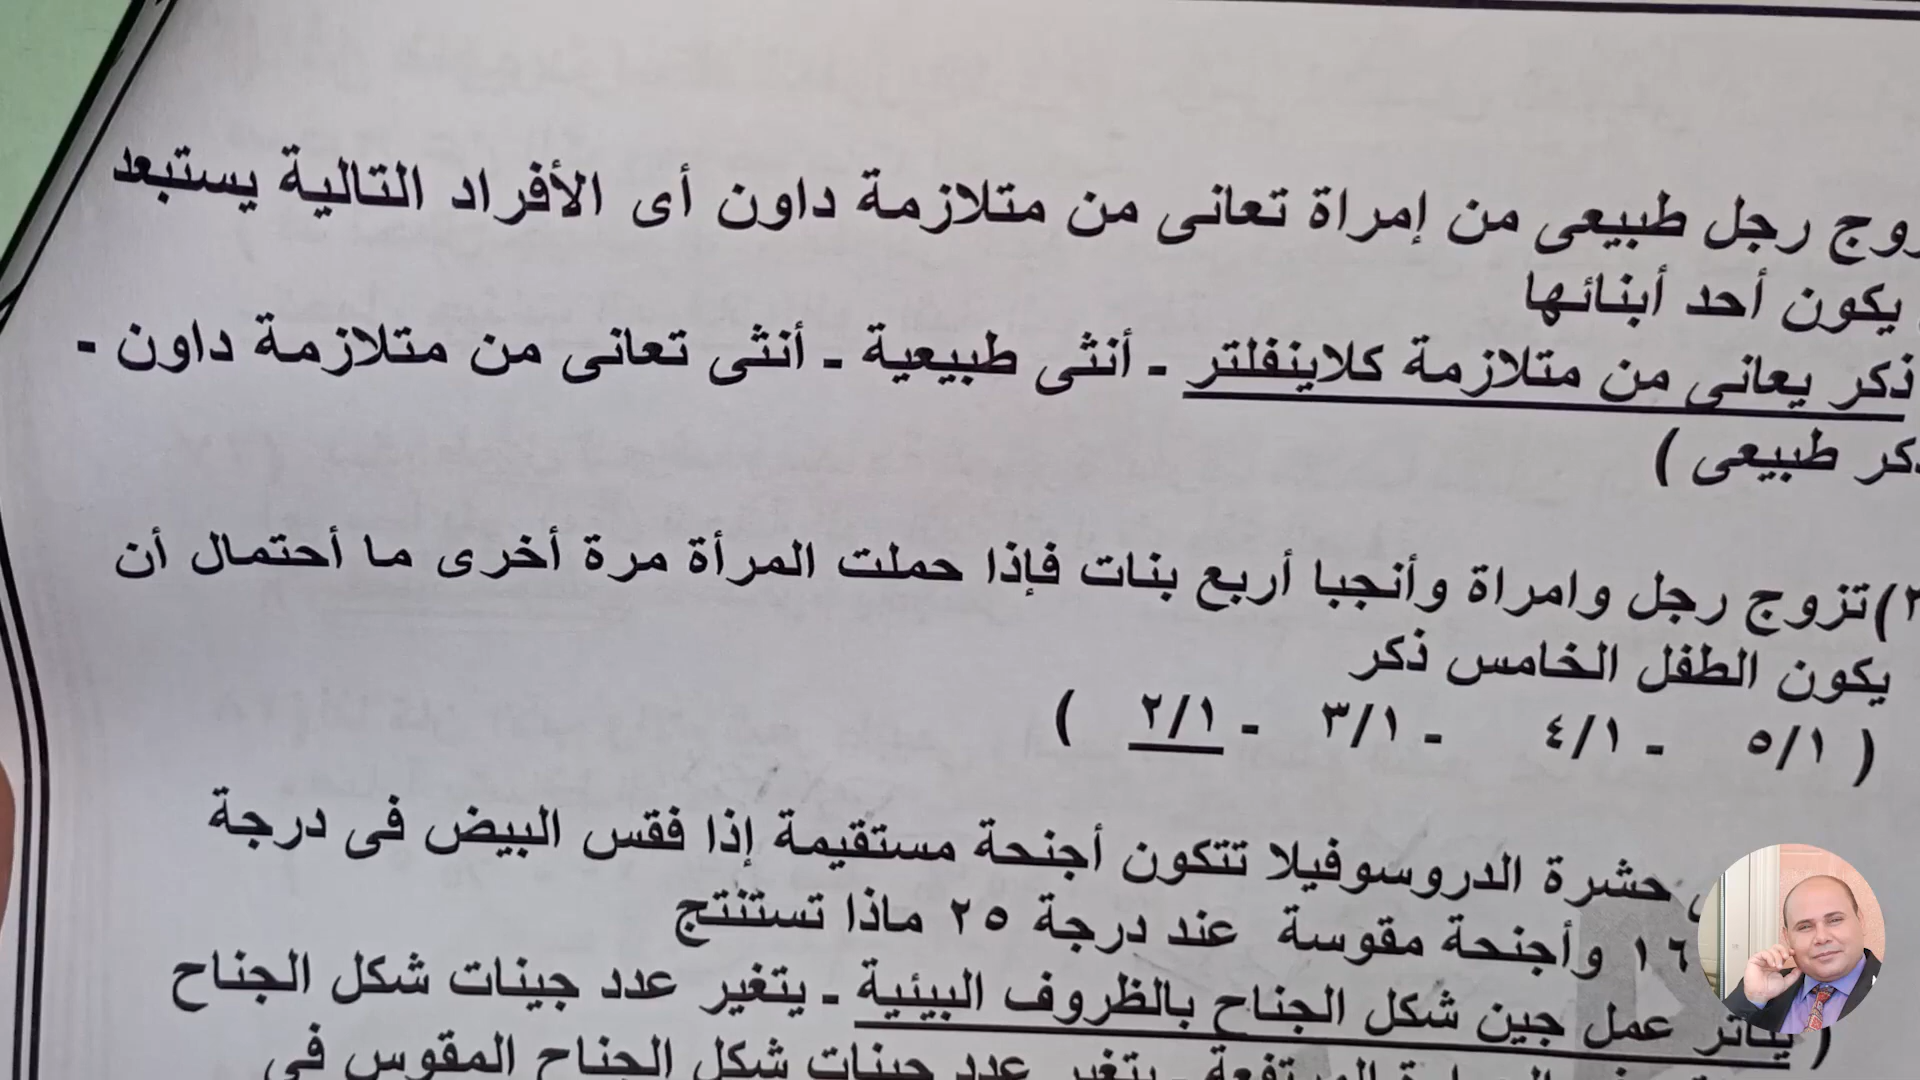 روج رجل طبيعى من إمراة تعانى من متلازمة داون أى الأفراد التالية يستبعد
يكون أحد أبنائها
ذكر يعانى من متلازمة كلاينفلتر - أنثى طبيعية - أنثى تعانى من متلازمة داون -
كر طبيعى )
٢)تزوج رجل وامراة وأنجبا أربع بنات فإذا حملت المرأة مرة أخرى ما أحتمال أن
يكون الطفل الخامس ذكر
( ٥/١ - ٤/١ - ٣/١ - ٢/١ )
حشرة الدروسوفيلا تتكون أجنحة مستقيمة إذا فقس البيض فى درجة
١٦ وأجنحة مقوسة عند درجة ٢٥ ماذا تستنتج
( يتأثر عمل جين شكل الجناح بالظروف البيئية - يتغير عدد جينات شكل الجناح
المرتفعة - يتغير عدد جينات شكل الجناح المقوس فى